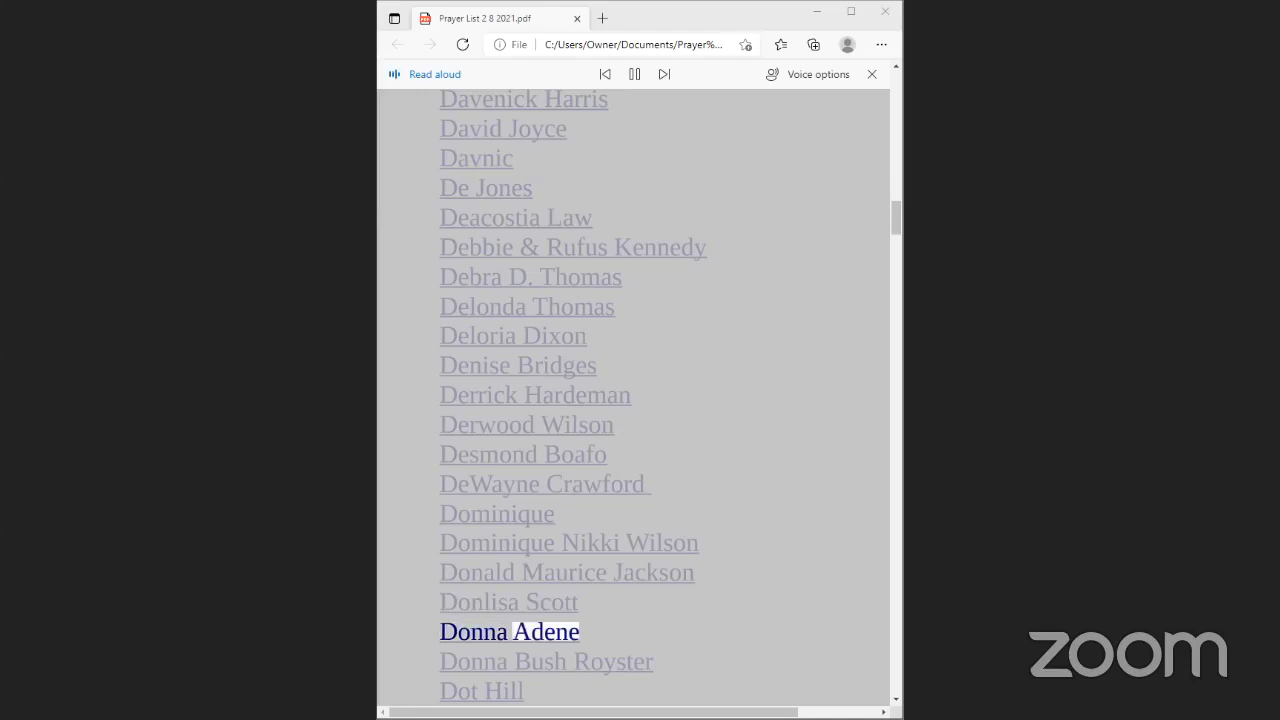 Prayer List 2 8 2021.pdf
File C:/Users/Owner/Documents/Prayer%...
Read aloud
Voice options
Davenick Harris
David Joyce
Davnic
De Jones
Deacostia Law
Debbie & Rufus Kennedy
Debra D. Thomas
Delonda Thomas
Deloria Dixon
Denise Bridges
Derrick Hardeman
Derwood Wilson
Desmond Boafo
DeWayne Crawford
Dominique
Dominique Nikki Wilson
Donald Maurice Jackson
Donlisa Scott
Donna Adene
Donna Bush Royster
Dot Hill
zoom